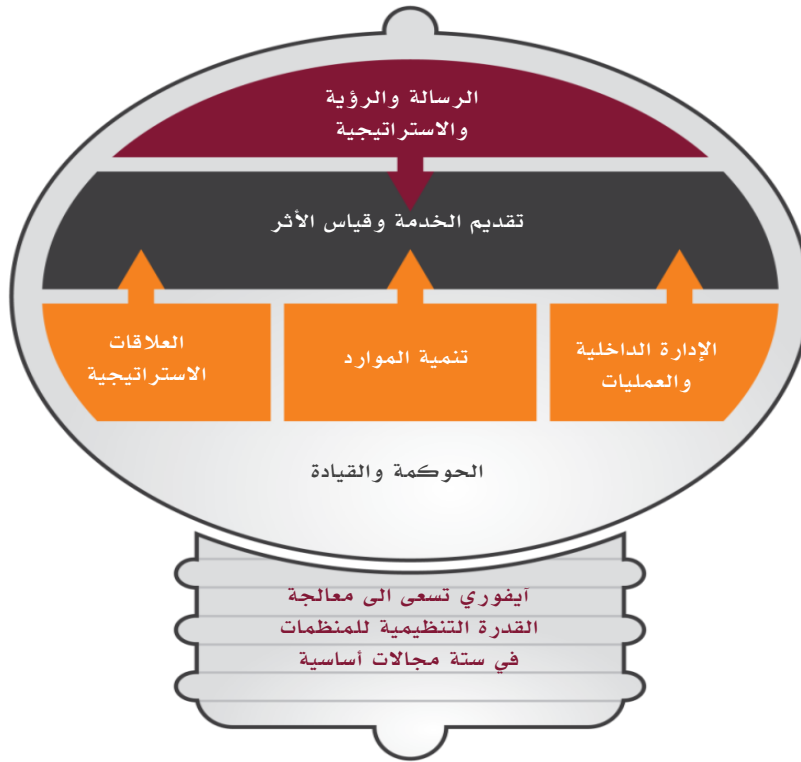 الرسالة والرؤية
والاستراتيجية
تقديم الخدمة وقياس الأثر
الإدارة الداخلية
والعمليات
تنمية الموارد
العلاقات
الاستراتيجية
الحوكمة والقيادة
آيفوري تسعى الى معالجة
القدرة التنظيمية للمنظمات
في ستة مجالات أساسية